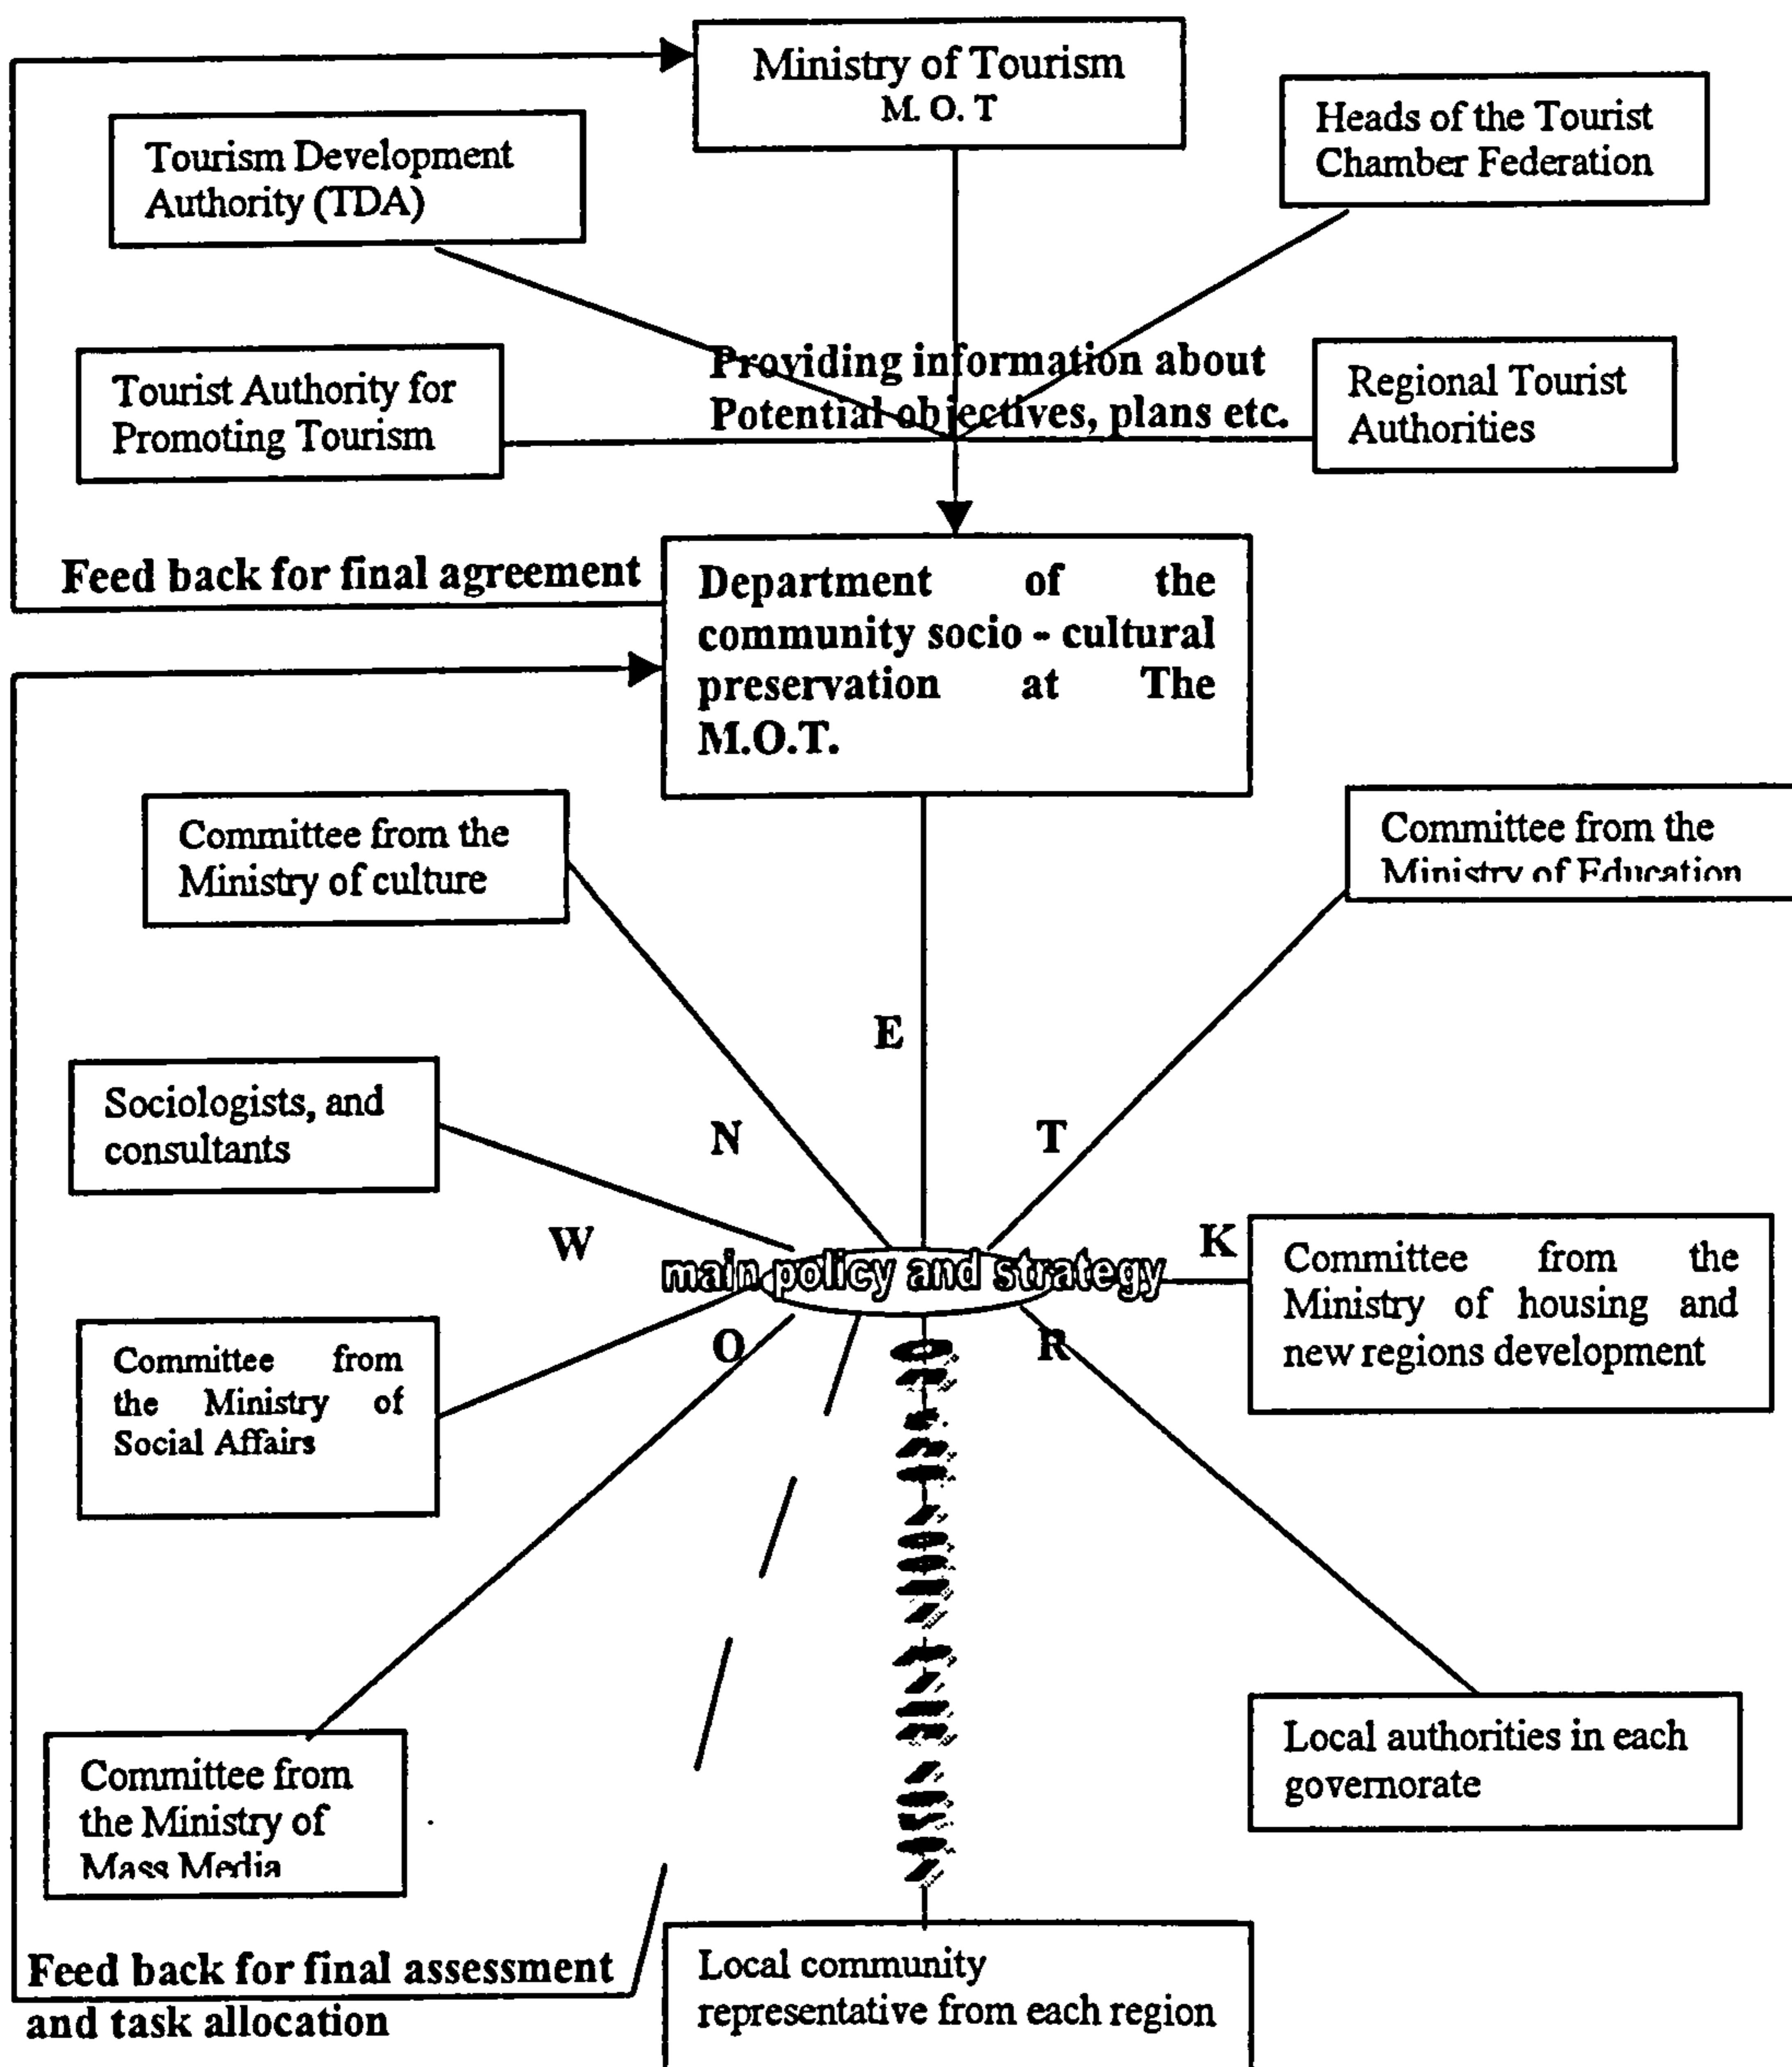 Ministry of Tourism
M. O. T
Heads of the Tourist
Chamber Federation
Tourism Development
Authority (TDA)
Providing information about
Potential objectives, plans etc.
Tourist Authority for
Promoting Tourism
Regional Tourist
Authorities
Feed back for final agreement
Department of the
community socio - cultural
preservation at The
M.O.T.
Committee from the
Ministry of culture
Committee from the
Ministry of Education
E
Sociologists, and
consultants
N
T
W
main policy and strategy
K
Committee from the
Ministry of housing and
new regions development
Committee from
the Ministry of
Social Affairs
O
R
Committee from
the Ministry of
Mass Media
Local authorities in each
governorate
Feed back for final assessment
and task allocation
Local community
representative from each region